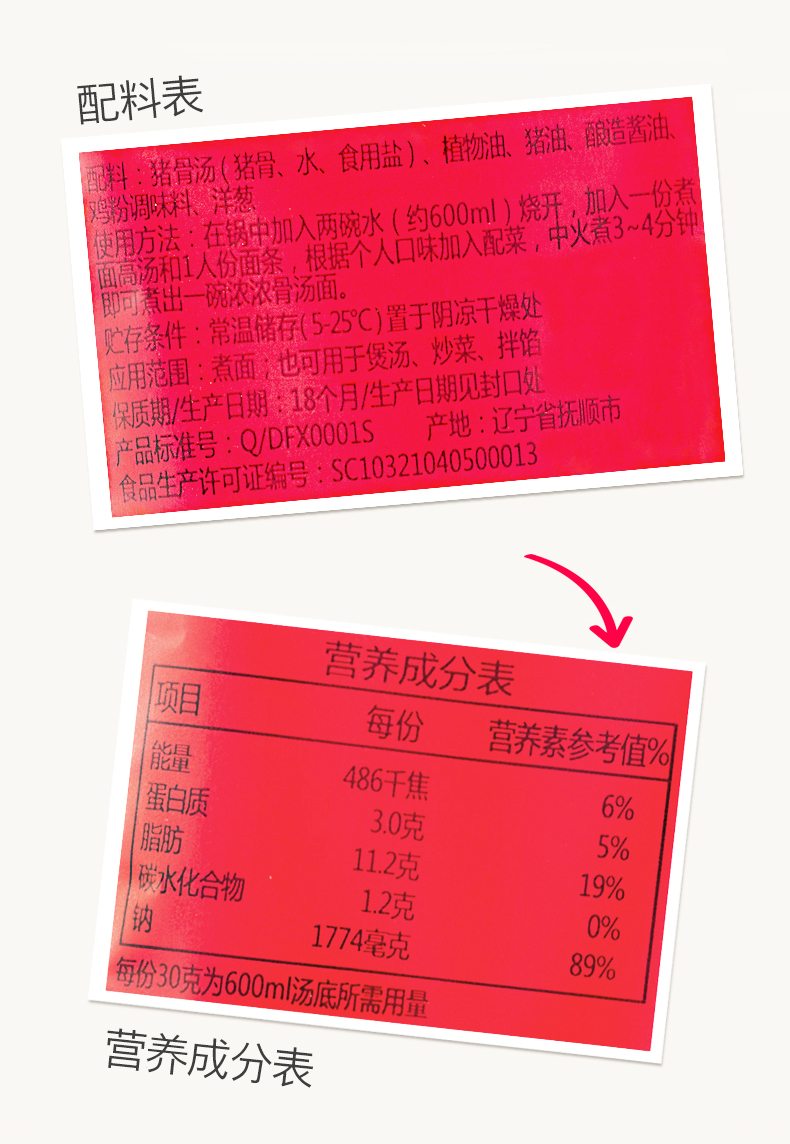 配料表
配料：猪骨汤(猪骨、水、食用盐)、植物油、猪油、酿造酱油、
鸡粉调味料、洋葱
使用方法：在锅中加入两碗水(约600ml)烧开，加入一份煮
面高汤和1人份面条，根据个人口味加入配菜，中火煮3~4分钟
即可煮出一碗浓浓骨汤面。
贮存条件：常温储存(5-25℃)置于阴凉干燥处
应用范围：煮面，也可用于煲汤、炒菜、拌馅
保质期/生产日期：18个月/生产日期见封口处
产品标准号：Q/DFX0001S 产地：辽宁省抚顺市
食品生产许可证编号：SC10321040500013
营养成分表
项目 每份 营养素参考值%
能量 486千焦 6%
蛋白质 3.0克 5%
脂肪 11.2克 19%
碳水化合物 1.2克 0%
钠 1774毫克 89%
每份30克为600ml汤底所需用量
营养成分表